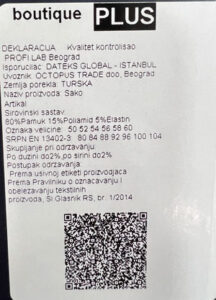 boutique PLUS
DEKLARACIJA Kvalitet kontrolisao
PROFI LAB Beograd
Isporucilac DATEKS GLOBAL - ISTANBUL
Uvoznik OCTOPUS TRADE doo, Beograd
Zemlja porekla: TURSKA
Naziv proizvoda: Sako
Artikal
Sirovinski sastav:
80%Pamuk 15%Poliamid 5%Elastin
Oznaka velicine: 50 52 54 56 58 60
SRPN EN 13402-3 80 84 88 92 96 100 104
Skupljanje pri odrzavanju:
Po duzini do2%,po sirini do2%
Postupak odrzavanja:
Prema usivnoj etiketi proizvodjaca
Prema Pravilniku o oznacavanju i
obelezavanju tekstilnih
proizvoda, Sl Glasnik RS, br. 1/2014